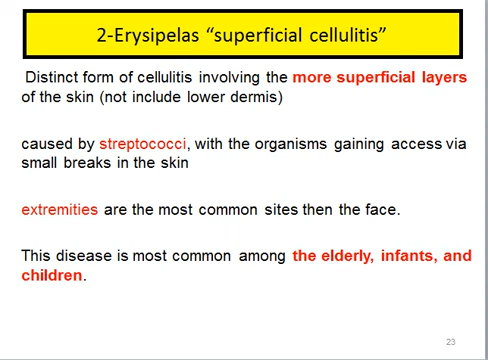 2-Erysipelas “superficial cellulitis”
Distinct form of cellulitis involving the more superficial layers
of the skin (not include lower dermis)
caused by streptococci, with the organisms gaining access via
small breaks in the skin
extremities are the most common sites then the face.
This disease is most common among the elderly, infants, and
children.
23